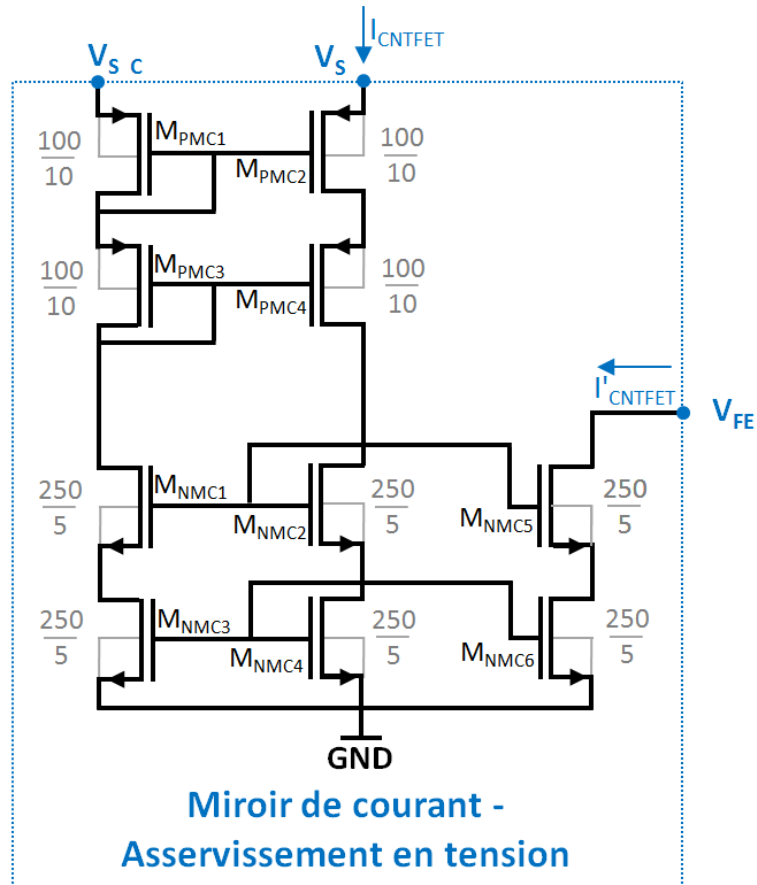 I_CNTFET
V_S C
V_S
100
10
M_PMC1
M_PMC2
100
10
100
10
M_PMC3
M_PMC4
100
10
I'_CNTFET
V_FE
250
5
M_NMC1
M_NMC2
250
5
M_NMC5
250
5
250
5
M_NMC3
M_NMC4
250
5
M_NMC6
250
5
GND
Miroir de courant -
Asservissement en tension